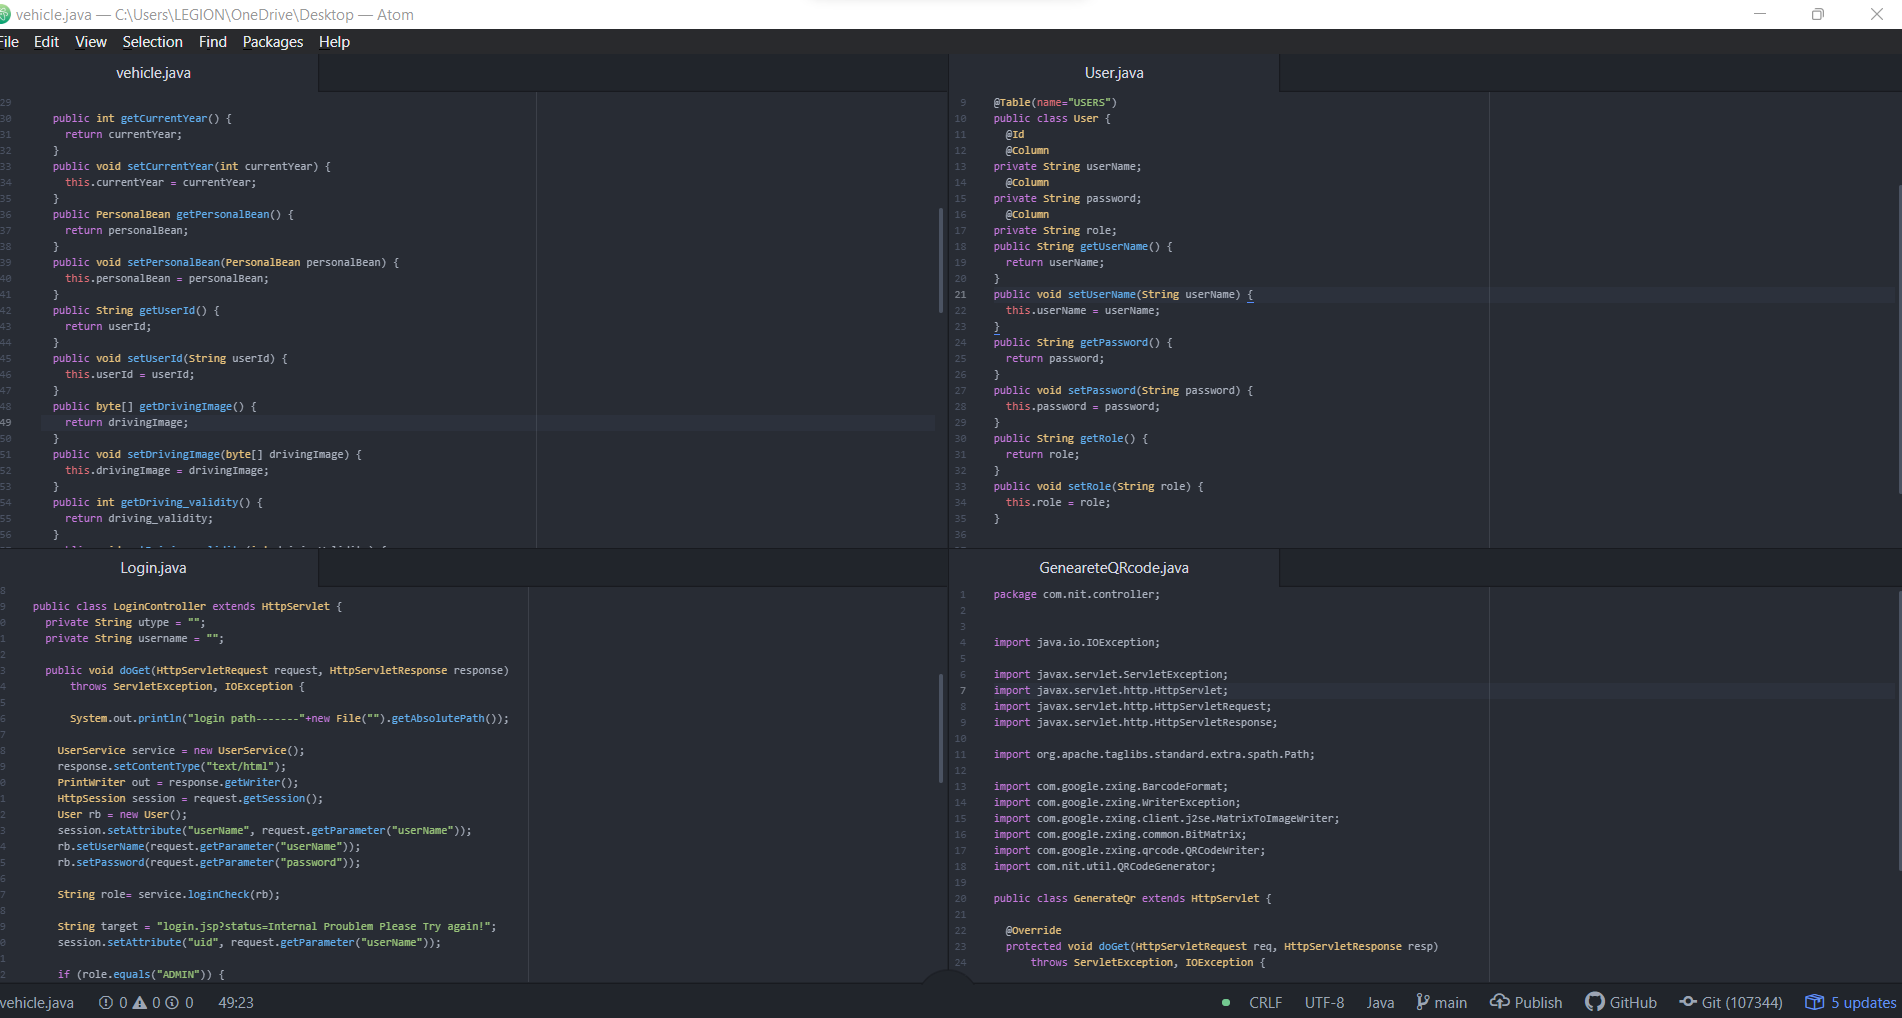 vehicle.java — C:\Users\LEGION\OneDrive\Desktop — Atom
File Edit View Selection Find Packages Help
vehicle.java
29
30 public int getCurrentYear() {
31 return currentYear;
32 }
33 public void setCurrentYear(int currentYear) {
34 this.currentYear = currentYear;
35 }
36 public PersonalBean getPersonalBean() {
37 return personalBean;
38 }
39 public void setPersonalBean(PersonalBean personalBean) {
40 this.personalBean = personalBean;
41 }
42 public String getUserId() {
43 return userId;
44 }
45 public void setUserId(String userId) {
46 this.userId = userId;
47 }
48 public byte[] getDrivingImage() {
49 return drivingImage;
50 }
51 public void setDrivingImage(byte[] drivingImage) {
52 this.drivingImage = drivingImage;
53 }
54 public int getDriving_validity() {
55 return driving_validity;
56 }
User.java
9 @Table(name="USERS")
10 public class User {
11 @Id
12 @Column
13 private String userName;
14 @Column
15 private String password;
16 @Column
17 private String role;
18 public String getUserName() {
19 return userName;
20 }
21 public void setUserName(String userName) {
22 this.userName = userName;
23 }
24 public String getPassword() {
25 return password;
26 }
27 public void setPassword(String password) {
28 this.password = password;
29 }
30 public String getRole() {
31 return role;
32 }
33 public void setRole(String role) {
34 this.role = role;
35 }
36
Login.java
8
9 public class LoginController extends HttpServlet {
0 private String utype = "";
1 private String username = "";
2
3 public void doGet(HttpServletRequest request, HttpServletResponse response)
4 throws ServletException, IOException {
5
6 System.out.println("login path-------"+new File("").getAbsolutePath());
7
8 UserService service = new UserService();
9 response.setContentType("text/html");
0 PrintWriter out = response.getWriter();
1 HttpSession session = request.getSession();
2 User rb = new User();
3 session.setAttribute("userName", request.getParameter("userName"));
4 rb.setUserName(request.getParameter("userName"));
5 rb.setPassword(request.getParameter("password"));
6
7 String role= service.loginCheck(rb);
8
9 String target = "login.jsp?status=Internal Proublem Please Try again!";
0 session.setAttribute("uid", request.getParameter("userName"));
1
2 if (role.equals("ADMIN")) {
GeneareteQRcode.java
1 package com.nit.controller;
2
3
4 import java.io.IOException;
5
6 import javax.servlet.ServletException;
7 import javax.servlet.http.HttpServlet;
8 import javax.servlet.http.HttpServletRequest;
9 import javax.servlet.http.HttpServletResponse;
10
11 import org.apache.taglibs.standard.extra.spath.Path;
12
13 import com.google.zxing.BarcodeFormat;
14 import com.google.zxing.WriterException;
15 import com.google.zxing.client.j2se.MatrixToImageWriter;
16 import com.google.zxing.common.BitMatrix;
17 import com.google.zxing.qrcode.QRCodeWriter;
18 import com.nit.util.QRCodeGenerator;
19
20 public class GenerateQr extends HttpServlet {
21
22 @Override
23 protected void doGet(HttpServletRequest req, HttpServletResponse resp)
24 throws ServletException, IOException {
vehicle.java 0 0 0 49:23 CRLF UTF-8 Java main Publish GitHub Git (107344) 5 updates